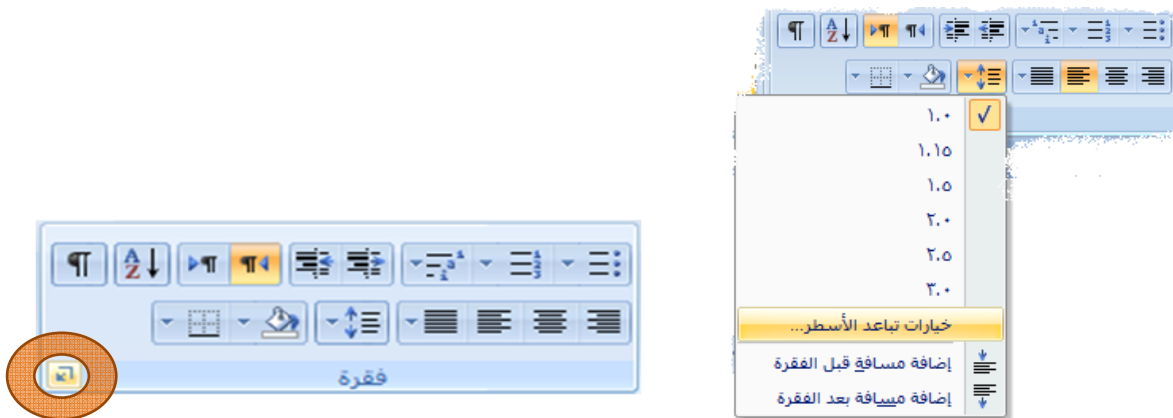 ١.٠
١.١٥
١.٥
٢.٠
٢.٥
٣.٠
خيارات تباعد الأسطر...
إضافة مسافة قبل الفقرة
إضافة مسافة بعد الفقرة
فقرة